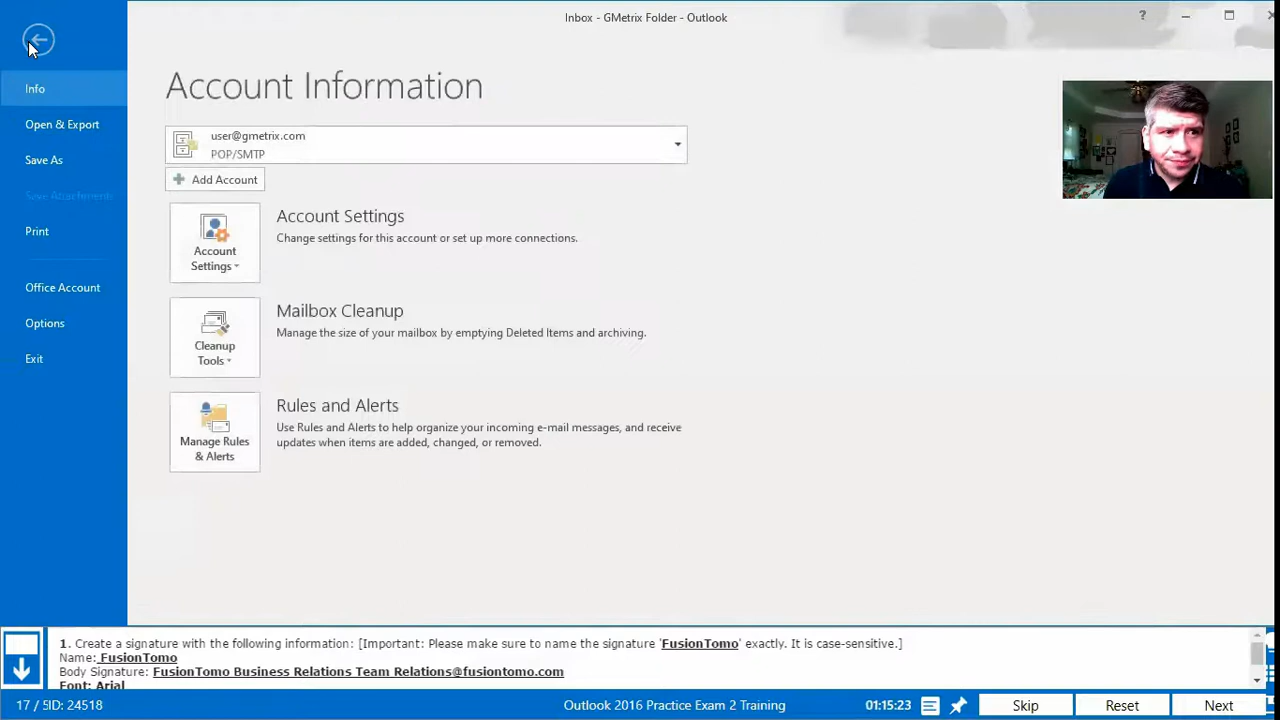 Inbox - GMetrix Folder - Outlook
?
Info
Open & Export
Save As
Save Attachments
Print
Office Account
Options
Exit
Account Information
user@gmetrix.com
POP/SMTP
Add Account
Account Settings
Account Settings
Change settings for this account or set up more connections.
Cleanup Tools
Mailbox Cleanup
Manage the size of your mailbox by emptying Deleted Items and archiving.
Manage Rules & Alerts
Rules and Alerts
Use Rules and Alerts to help organize your incoming e-mail messages, and receive
updates when items are added, changed, or removed.
1. Create a signature with the following information: [Important: Please make sure to name the signature 'FusionTomo' exactly. It is case-sensitive.]
Name: FusionTomo
Body Signature: FusionTomo Business Relations Team Relations@fusiontomo.com
Font: Arial
17 / 5ID: 24518
Outlook 2016 Practice Exam 2 Training
01:15:23
Skip
Reset
Next